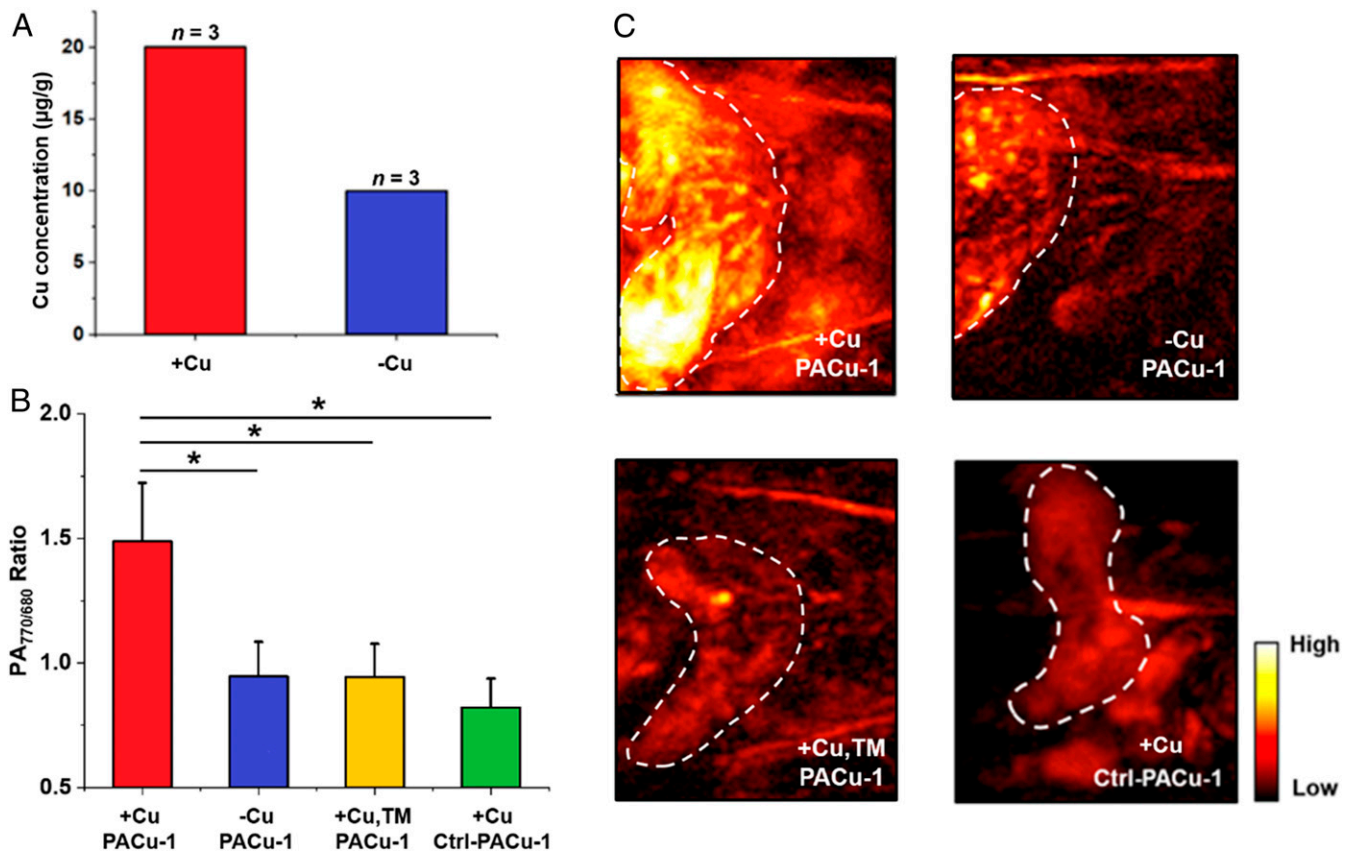 A
Cu concentration (µg/g)
20
15
10
5
0
n = 3
n = 3
+Cu
-Cu
B
PA770/680 Ratio
2.0
1.5
1.0
0.5
*
*
*
+Cu
PACu-1
-Cu
PACu-1
+Cu,TM
PACu-1
+Cu
Ctrl-PACu-1
C
+Cu
PACu-1
-Cu
PACu-1
+Cu,TM
PACu-1
+Cu
Ctrl-PACu-1
High
Low